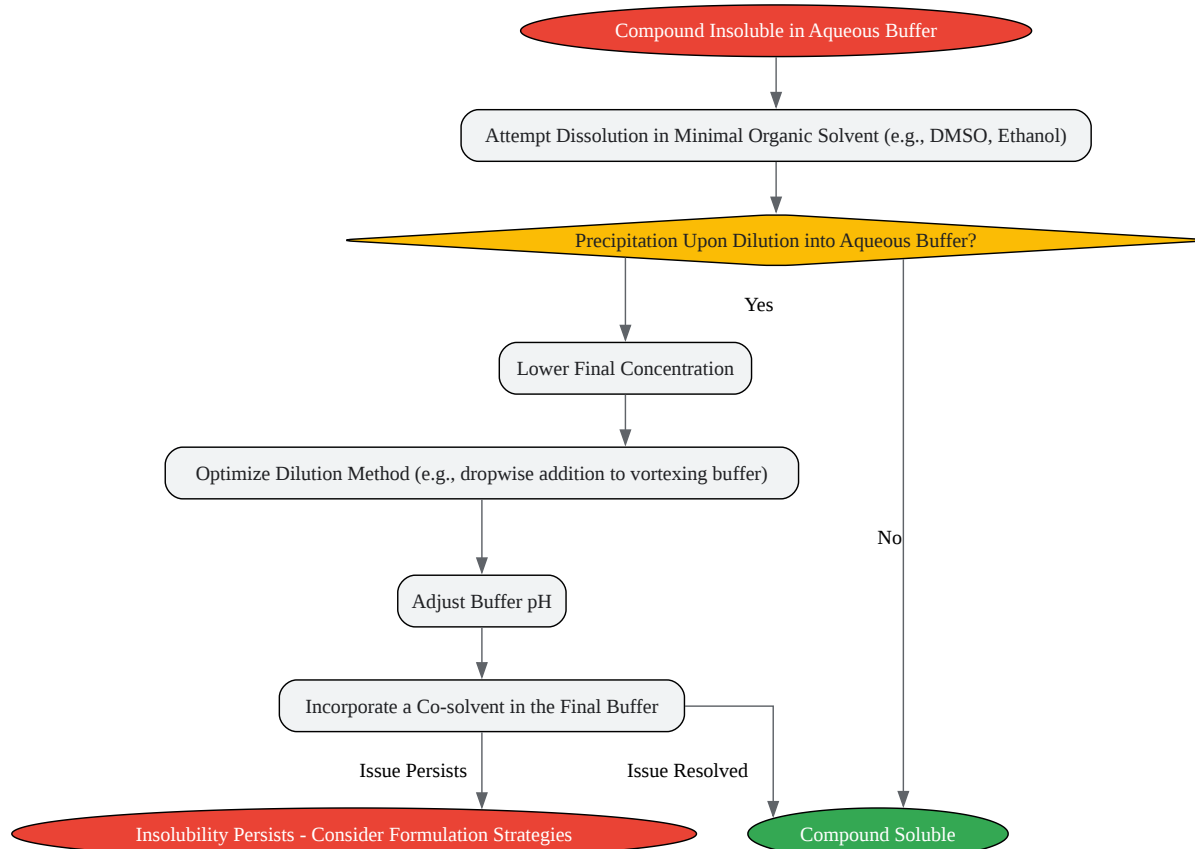 Compound Insoluble in Aqueous Buffer
Attempt Dissolution in Minimal Organic Solvent (e.g., DMSO, Ethanol)
Precipitation Upon Dilution into Aqueous Buffer?
Yes
Lower Final Concentration
Optimize Dilution Method (e.g., dropwise addition to vortexing buffer)
No
Adjust Buffer pH
Incorporate a Co-solvent in the Final Buffer
Issue Persists
Issue Resolved
Insolubility Persists - Consider Formulation Strategies
Compound Soluble